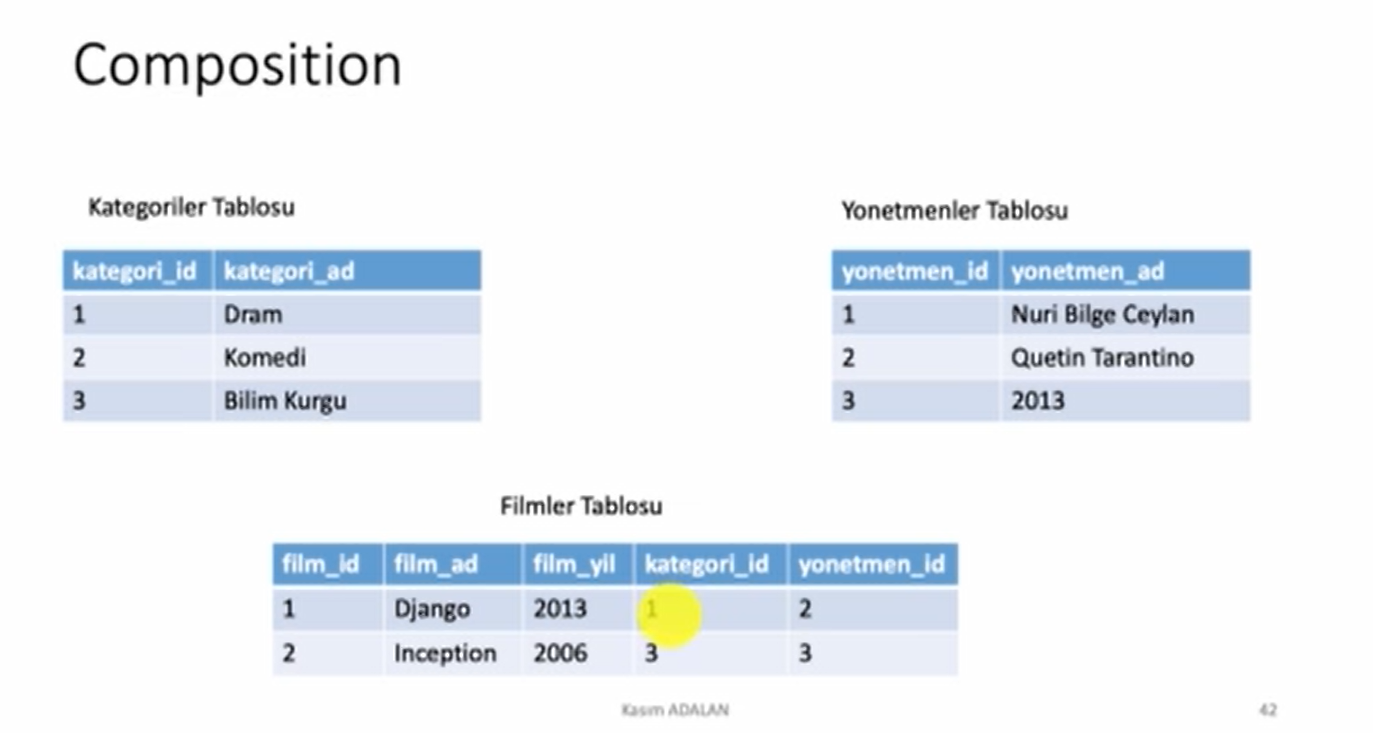 Composition
Kategoriler Tablosu
kategori_id kategori_ad
1 Dram
2 Komedi
3 Bilim Kurgu
Yonetmenler Tablosu
yonetmen_id yonetmen_ad
1 Nuri Bilge Ceylan
2 Quetin Tarantino
3 2013
Filmler Tablosu
film_id film_ad film_yil kategori_id yonetmen_id
1 Django 2013 1 2
2 Inception 2006 3 3
Kasım ADALAN
42